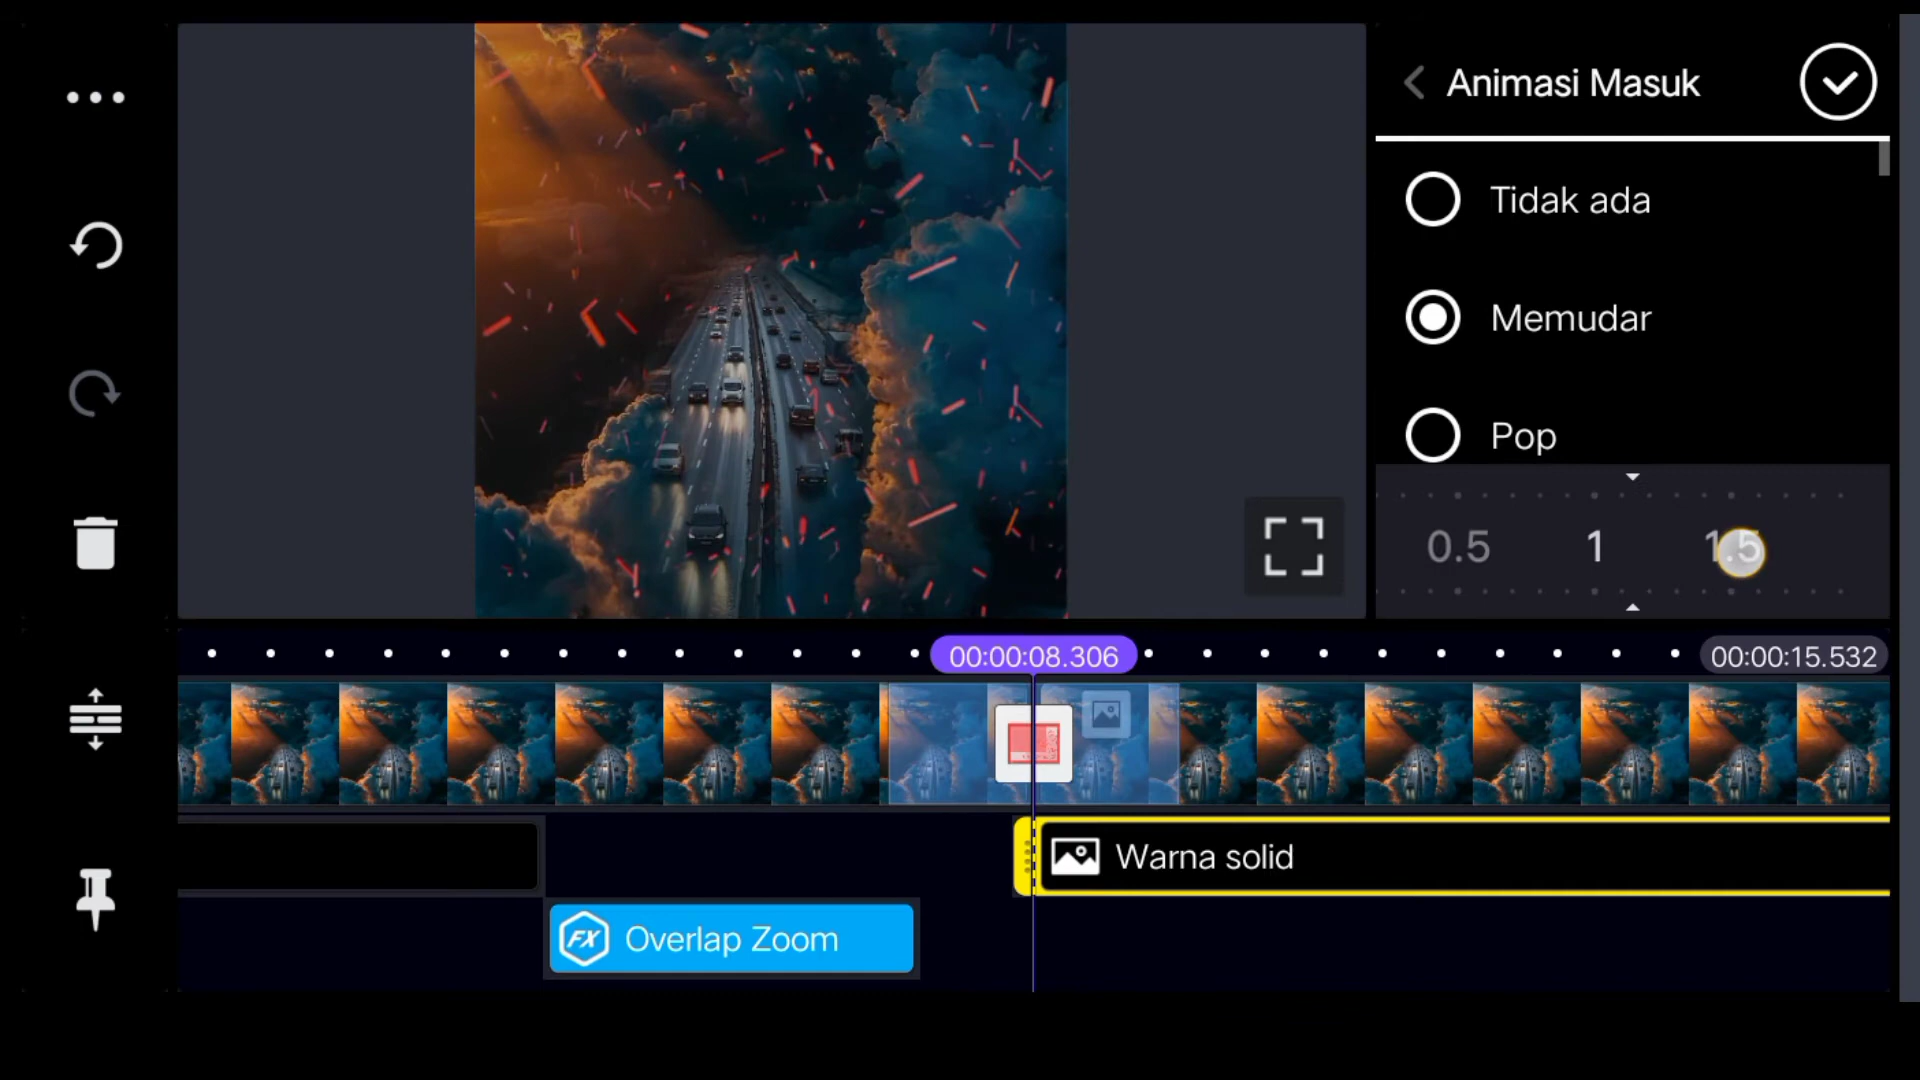 Animasi Masuk
Tidak ada
Memudar
Pop
0.5 1 1.5
00:00:08.306
00:00:15.532
Warna solid
FX Overlap Zoom